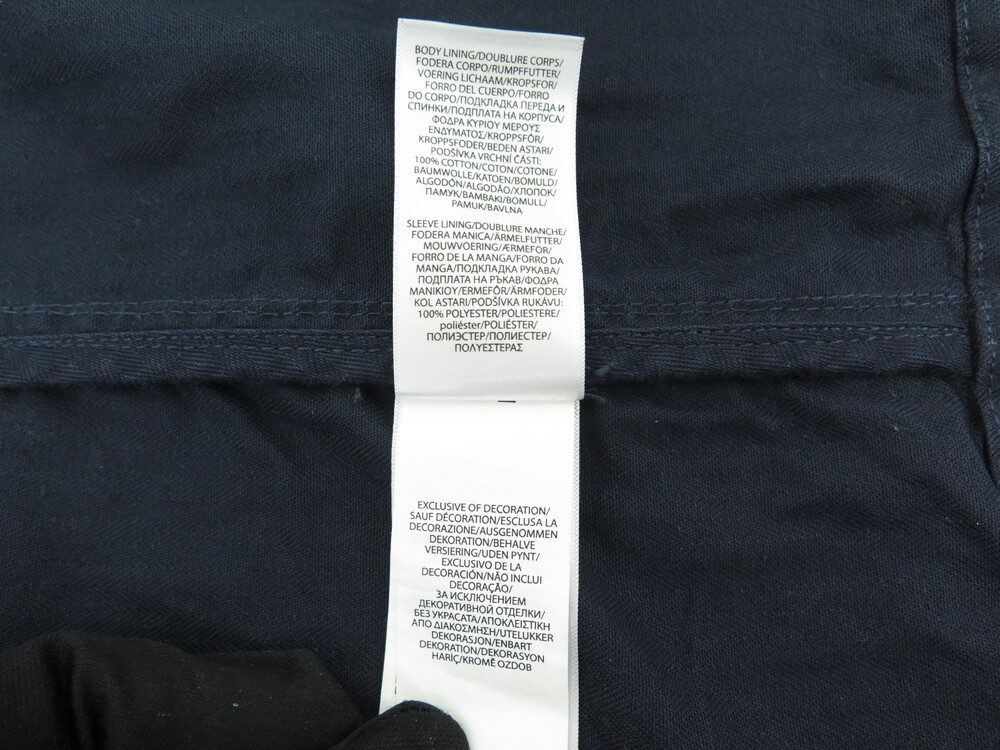 BODY LINING/DOUBLURE CORPS/
FODERA CORPO/RUMPFFUTTER/
VOERING LICHAAM/KROPSFOR/
FORRO DEL CUERPO/FORRO
DO CORPO/ПОДКЛАДКА ПЕРЕДА И
СПИНКИ/ПОДПЛАТА НА КОРПУСА/
ΦΟΔΡΑ ΚΥΡΙΟΥ ΜΕΡΟΥΣ
ΕΝΔΥΜΑΤΟΣ/KROPPSFÔR/
KROPPSFODER/BEDEN ASTARI/
PODŠÍVKA VRCHNÍ ČÁSTI:
100% COTTON/COTON/COTONE/
BAUMWOLLE/KATOEN/BOMULD/
ALGODÓN/ALGODÃO/ХЛОПОК/
ПАМУК/ΒΑΜΒΑΚΙ/BOMULL/
PAMUK/BAVLNA
SLEEVE LINING/DOUBLURE MANCHE/
FODERA MANICA/ÄRMELFUTTER/
MOUWVOERING/ÆRMEFOR/
FORRO DE LA MANGA/FORRO DA
MANGA/ПОДКЛАДКА РУКАВА/
ПОДПЛАТА НА РЪКАВ/ΦΟΔΡΑ
ΜΑΝΙΚΙΟΥ/ERMEFÔR/ÄRMFODER/
KOL ASTARI/PODŠÍVKA RUKÁVU:
100% POLYESTER/POLIESTERE/
poliéster/POLIÉSTER/
ПОЛИЭСТЕР/ПОЛИЕСТЕР/
ΠΟΛΥΕΣΤΕΡΑΣ
EXCLUSIVE OF DECORATION/
SAUF DÉCORATION/ESCLUSA LA
DECORAZIONE/AUSGENOMMEN
DEKORATION/BEHALVE
VERSIERING/UDEN PYNT/
EXCLUSIVO DE LA
DECORACIÓN/NÃO INCLUI
DECORAÇÃO/
ЗА ИСКЛЮЧЕНИЕМ
ДЕКОРАТИВНОЙ ОТДЕЛКИ/
БЕЗ УКРАСАТА/ΑΠΟΚΛΕΙΣΤΙΚΗ
ΑΠΟ ΔΙΑΚΟΣΜΗΣΗ/UTELUKKER
DEKORASJON/ENBART
DEKORATION/DEKORASYON
HARİÇ/KROMĚ OZDOB